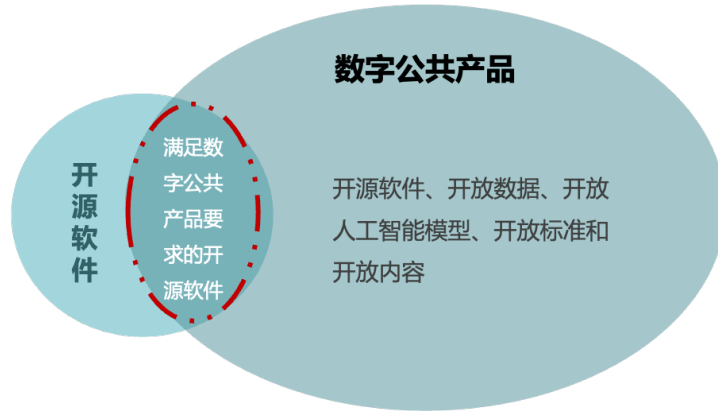 数字公共产品
开源软件
满足数
字公共
产品要
求的开
源软件
开源软件、开放数据、开放
人工智能模型、开放标准和
开放内容